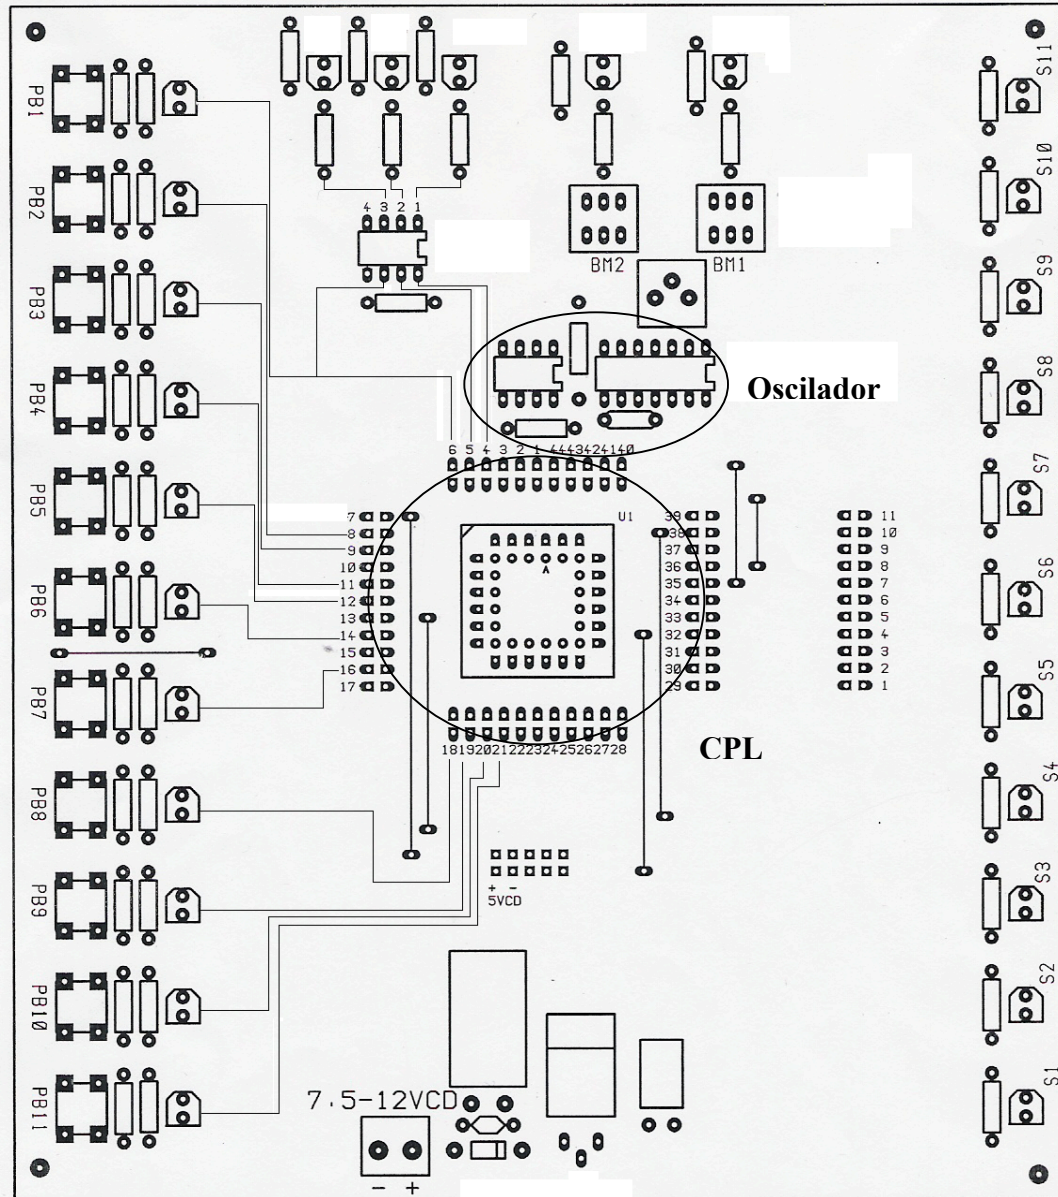 PB1
PB2
PB3
PB4
PB5
PB6
PB7
PB8
PB9
PB10
PB11
4 3 2 1
BM2
BM1
Oscilador
6 5 4 3 2 1 44 43 42 41 40
U1
A
7
8
9
10
11
12
13
14
15
16
17
39
38
37
36
35
34
33
32
31
30
29
11
10
9
8
7
6
5
4
3
2
1
18 19 20 21 22 23 24 25 26 27 28
CPL
+ -
5VCD
7.5-12VCD
- +
S11
S10
S9
S8
S7
S6
S5
S4
S3
S2
S1